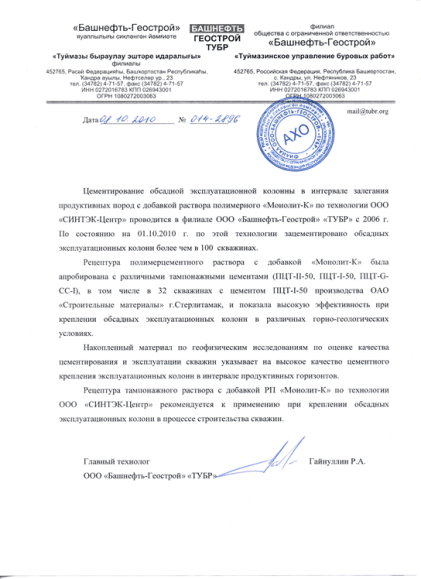 «Башнефть-Геострой»
яуаплылығы сикләнгән йәмғиәте
«Туймазы быраулау эштәре идаралығы»
филиалы
452765, Рәсәй Федерацияһы, Башҡортостан Республикаһы,
Ҡандра ауылы, Нефтселәр ур., 23
тел. (34782) 4-71-57, факс (34782) 4-71-57
ИНН 0272016783 КПП 026943001
ОГРН 1080272003063
БАШНЕФТЬ
ГЕОСТРОЙ
ТУБР
филиал
общества с ограниченной ответственностью
«Башнефть-Геострой»
«Туймазинское управление буровых работ»
452765, Российская Федерация, Республика Башкортостан,
с. Кандры, ул. Нефтяников, 23
тел. (34782) 4-71-57, факс (34782) 4-71-57
ИНН 0272016783 КПП 026943001
ОГРН 1080272003063
mail@tubr.org
Дата 01.10.2010 № 014-2896
АХО
Цементирование обсадной эксплуатационной колонны в интервале залегания
продуктивных пород с добавкой раствора полимерного «Монолит-К» по технологии ООО
«СИНТЭК-Центр» проводится в филиале ООО «Башнефть-Геострой» «ТУБР» с 2006 г.
По состоянию на 01.10.2010 г. по этой технологии зацементировано обсадных
эксплуатационных колонн более чем в 100 скважинах.
Рецептура полимерцементного раствора с добавкой «Монолит-К» была
апробирована с различными тампонажными цементами (ПЦТ-II-50, ПЦТ-I-50, ПЦТ-G-
CC-I), в том числе в 32 скважинах с цементом ПЦТ-I-50 производства ОАО
«Строительные материалы» г.Стерлитамак, и показала высокую эффективность при
креплении обсадных эксплуатационных колонн в различных горно-геологических
условиях.
Накопленный материал по геофизическим исследованиям по оценке качества
цементирования и эксплуатации скважин указывает на высокое качество цементного
крепления эксплуатационных колонн в интервале продуктивных горизонтов.
Рецептура тампонажного раствора с добавкой РП «Монолит-К» по технологии
ООО «СИНТЭК-Центр» рекомендуется к применению при креплении обсадных
эксплуатационных колонн в процессе строительства скважин.
Главный технолог Гайнуллин Р.А.
ООО «Башнефть-Геострой» «ТУБР»